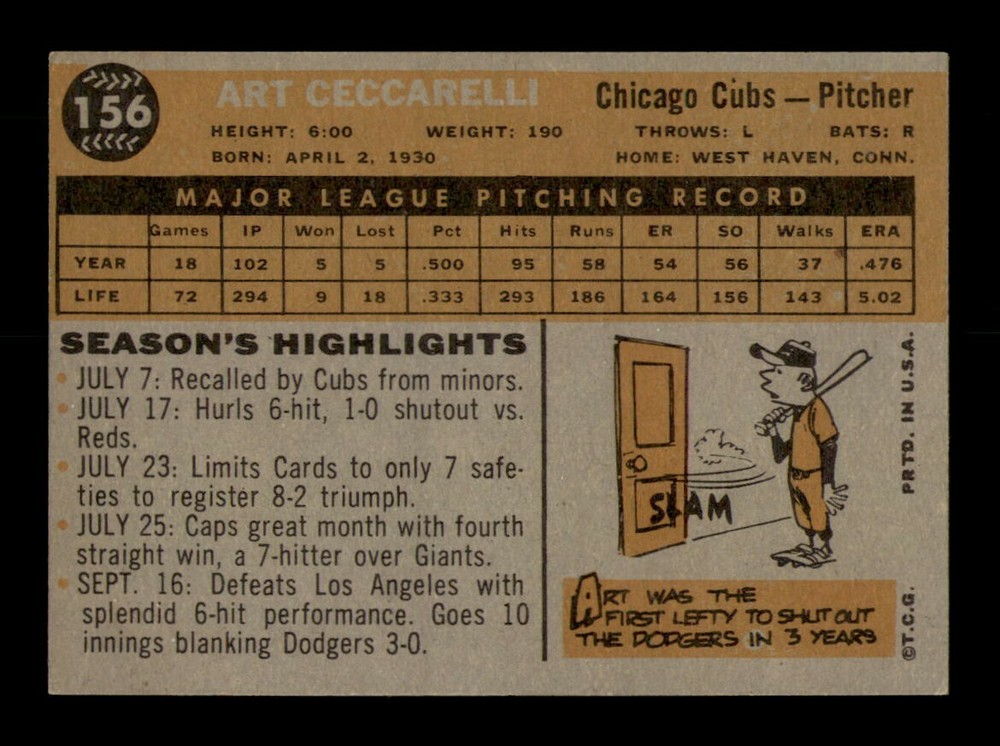 156
ART CECCARELLI
Chicago Cubs — Pitcher
HEIGHT: 6:00 WEIGHT: 190 THROWS: L BATS: R
BORN: APRIL 2, 1930 HOME: WEST HAVEN, CONN.
MAJOR LEAGUE PITCHING RECORD
Games IP Won Lost Pct Hits Runs ER SO Walks ERA
YEAR 18 102 5 5 .500 95 58 54 56 37 .476
LIFE 72 294 9 18 .333 293 186 164 156 143 5.02
SEASON'S HIGHLIGHTS
• JULY 7: Recalled by Cubs from minors.
• JULY 17: Hurls 6-hit, 1-0 shutout vs.
Reds.
• JULY 23: Limits Cards to only 7 safe-
ties to register 8-2 triumph.
• JULY 25: Caps great month with fourth
straight win, a 7-hitter over Giants.
• SEPT. 16: Defeats Los Angeles with
splendid 6-hit performance. Goes 10
innings blanking Dodgers 3-0.
SLAM
ART WAS THE
FIRST LEFTY TO SHUT OUT
THE DODGERS IN 3 YEARS
©T.C.G. PRTD. IN U.S.A.